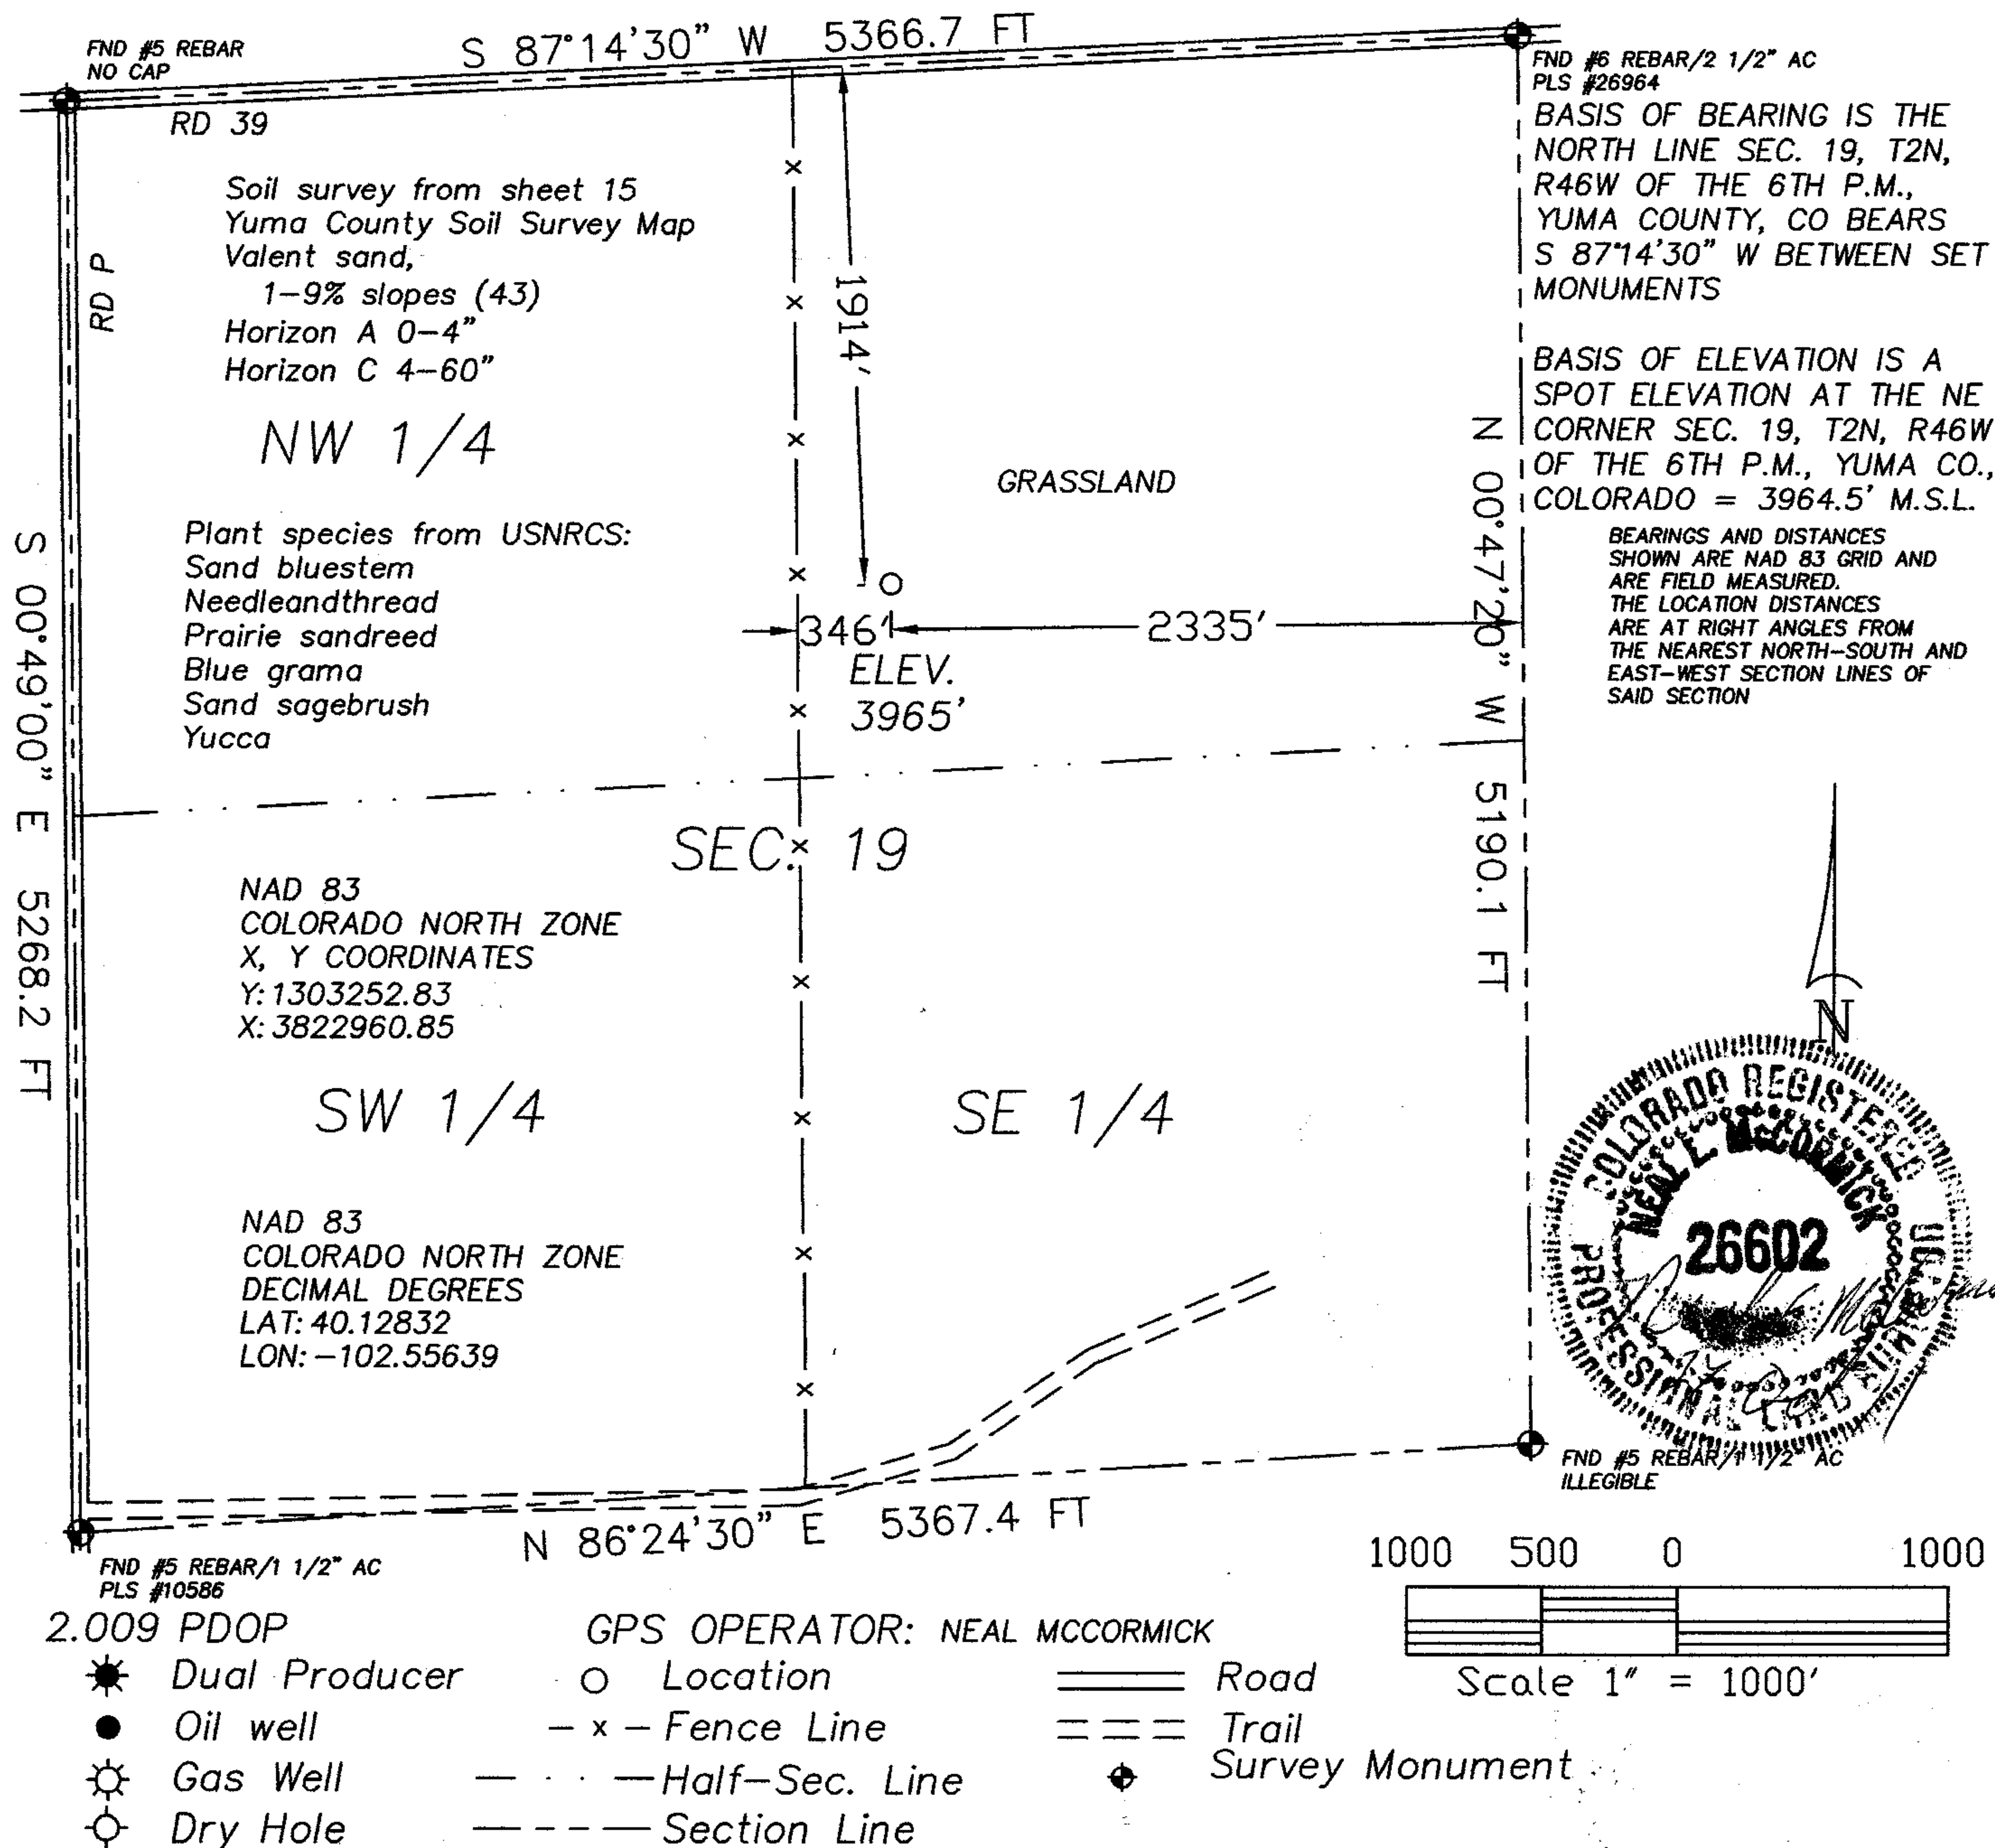 S 87°14'30" W 5366.7 FT
FND #5 REBAR
NO CAP
FND #6 REBAR/2 1/2" AC
PLS #26964
RD 39
RD P
BASIS OF BEARING IS THE
NORTH LINE SEC. 19, T2N,
R46W OF THE 6TH P.M.,
YUMA COUNTY, CO BEARS
S 87°14'30" W BETWEEN SET
MONUMENTS
Soil survey from sheet 15
Yuma County Soil Survey Map
Valent sand,
1-9% slopes (43)
Horizon A 0-4"
Horizon C 4-60"
1914'
BASIS OF ELEVATION IS A
SPOT ELEVATION AT THE NE
CORNER SEC. 19, T2N, R46W
OF THE 6TH P.M., YUMA CO.,
COLORADO = 3964.5' M.S.L.
NW 1/4
GRASSLAND
Plant species from USNRCS:
Sand bluestem
Needleandthread
Prairie sandreed
Blue grama
Sand sagebrush
Yucca
BEARINGS AND DISTANCES
SHOWN ARE NAD 83 GRID AND
ARE FIELD MEASURED.
THE LOCATION DISTANCES
ARE AT RIGHT ANGLES FROM
THE NEAREST NORTH-SOUTH AND
EAST-WEST SECTION LINES OF
SAID SECTION
346'
2335'
ELEV.
3965'
S 00°49'00" E 5268.2 FT
N 00°47'20" W 5190.1 FT
SEC. 19
NAD 83
COLORADO NORTH ZONE
X, Y COORDINATES
Y: 1303252.83
X: 3822960.85
N
SW 1/4
SE 1/4
NAD 83
COLORADO NORTH ZONE
DECIMAL DEGREES
LAT: 40.12832
LON: -102.55639
COLORADO REGISTERED
NEAL L. McCORMICK
26602
PROFESSIONAL LAND
FND #5 REBAR/1 1/2" AC
ILLEGIBLE
N 86°24'30" E 5367.4 FT
FND #5 REBAR/1 1/2" AC
PLS #10586
1000 500 0 1000
Scale 1" = 1000'
2.009 PDOP
GPS OPERATOR: NEAL MCCORMICK
Dual Producer
Location
Road
Oil well
- x - Fence Line
Trail
Gas Well
Half-Sec. Line
Survey Monument
Dry Hole
Section Line